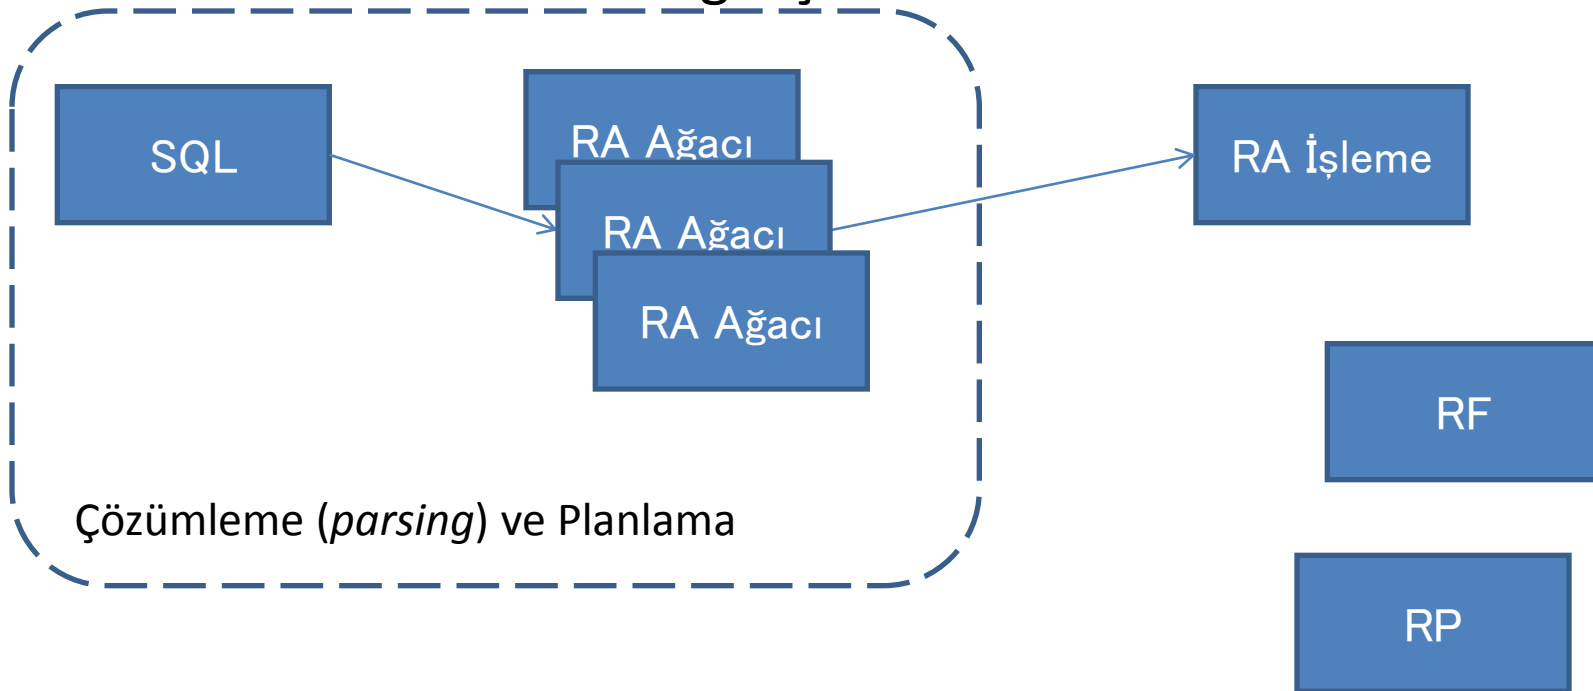 SQL
RA Ağacı
RA Ağacı
RA Ağacı
RA İşleme
RF
RP
Çözümleme (parsing) ve Planlama